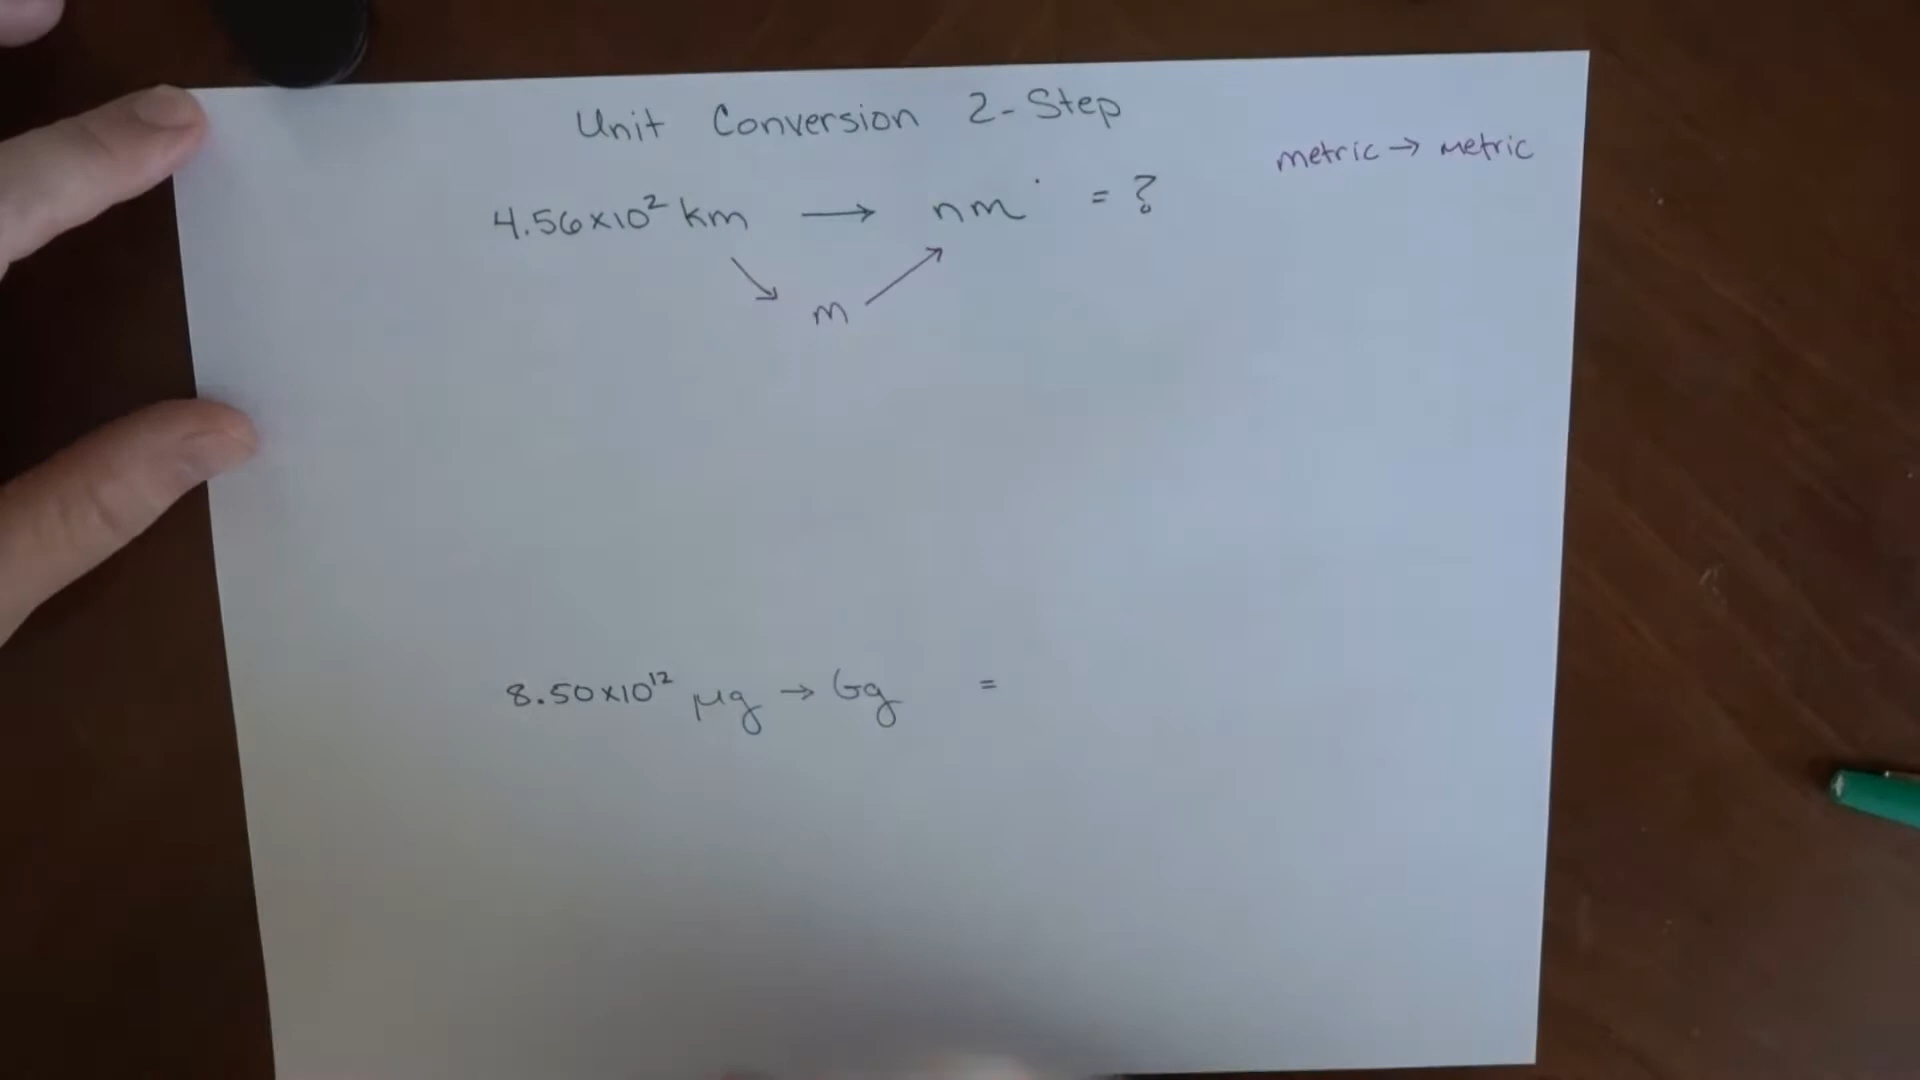 Unit Conversion 2-Step
metric → metric
4.56x10² km → nm = ?
m
8.50x10¹² μg → Gg =